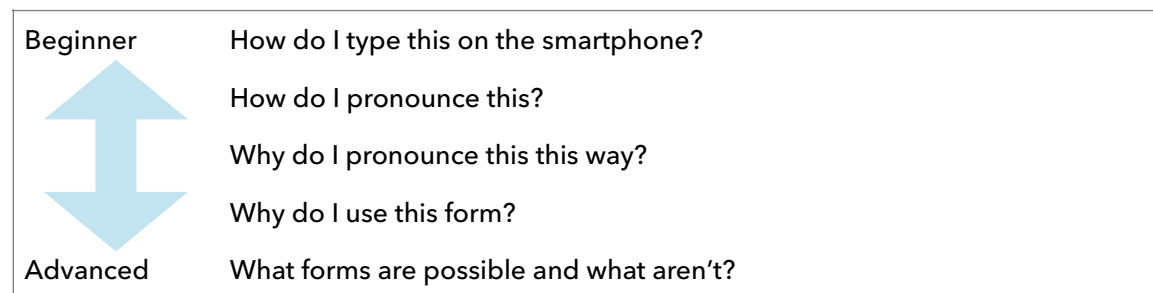 Beginner How do I type this on the smartphone?
How do I pronounce this?
Why do I pronounce this this way?
Why do I use this form?
Advanced What forms are possible and what aren’t?